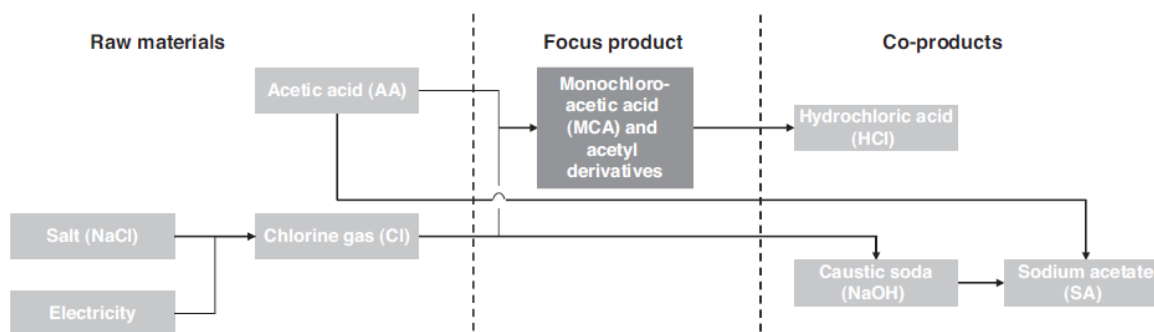 Raw materials
Focus product
Co-products
Acetic acid (AA)
Monochloro-
acetic acid
(MCA) and
acetyl
derivatives
Hydrochloric acid
(HCl)
Salt (NaCl)
Chlorine gas (Cl)
Electricity
Caustic soda
(NaOH)
Sodium acetate
(SA)